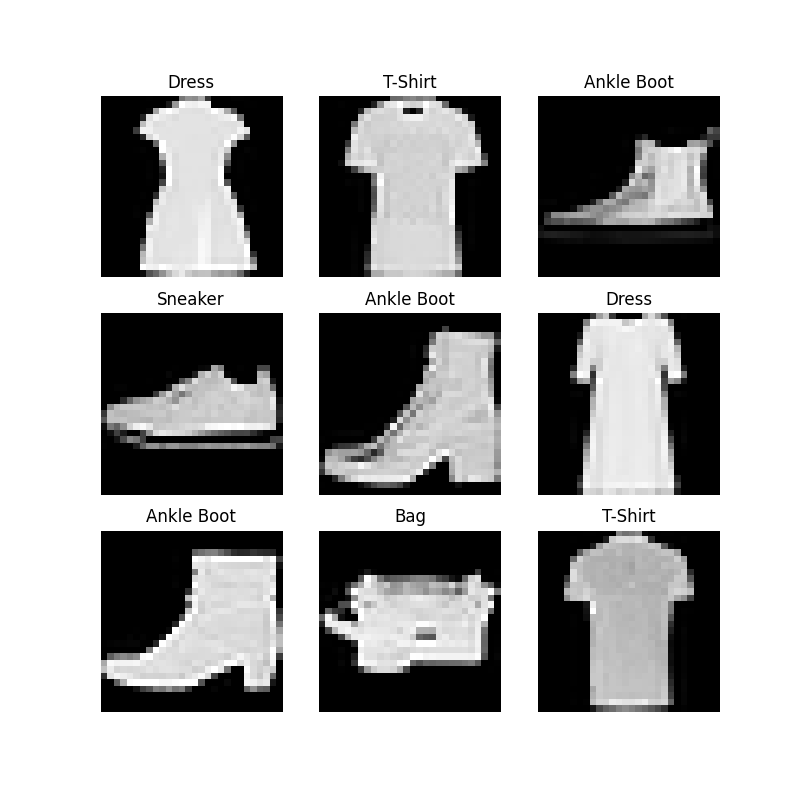 Dress
T-Shirt
Ankle Boot
Sneaker
Ankle Boot
Dress
Ankle Boot
Bag
T-Shirt